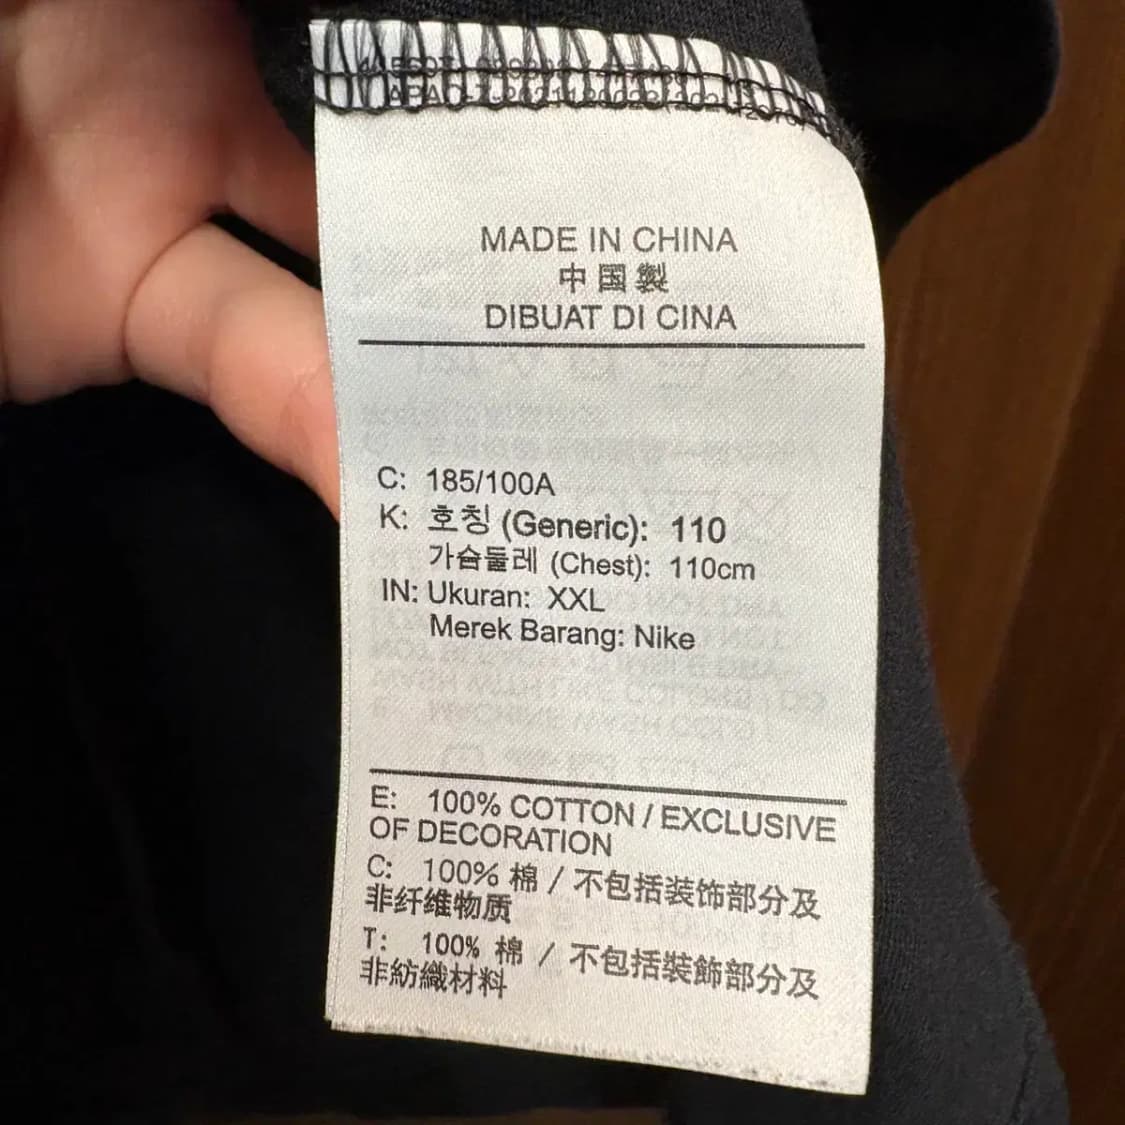 MADE IN CHINA
中国製
DIBUAT DI CINA
C: 185/100A
K: 호칭 (Generic): 110
가슴둘레 (Chest): 110cm
IN: Ukuran: XXL
Merek Barang: Nike
E: 100% COTTON / EXCLUSIVE
OF DECORATION
C: 100% 棉 / 不包括装饰部分及
非纤维物质
T: 100% 棉 / 不包括裝飾部分及
非紡織材料